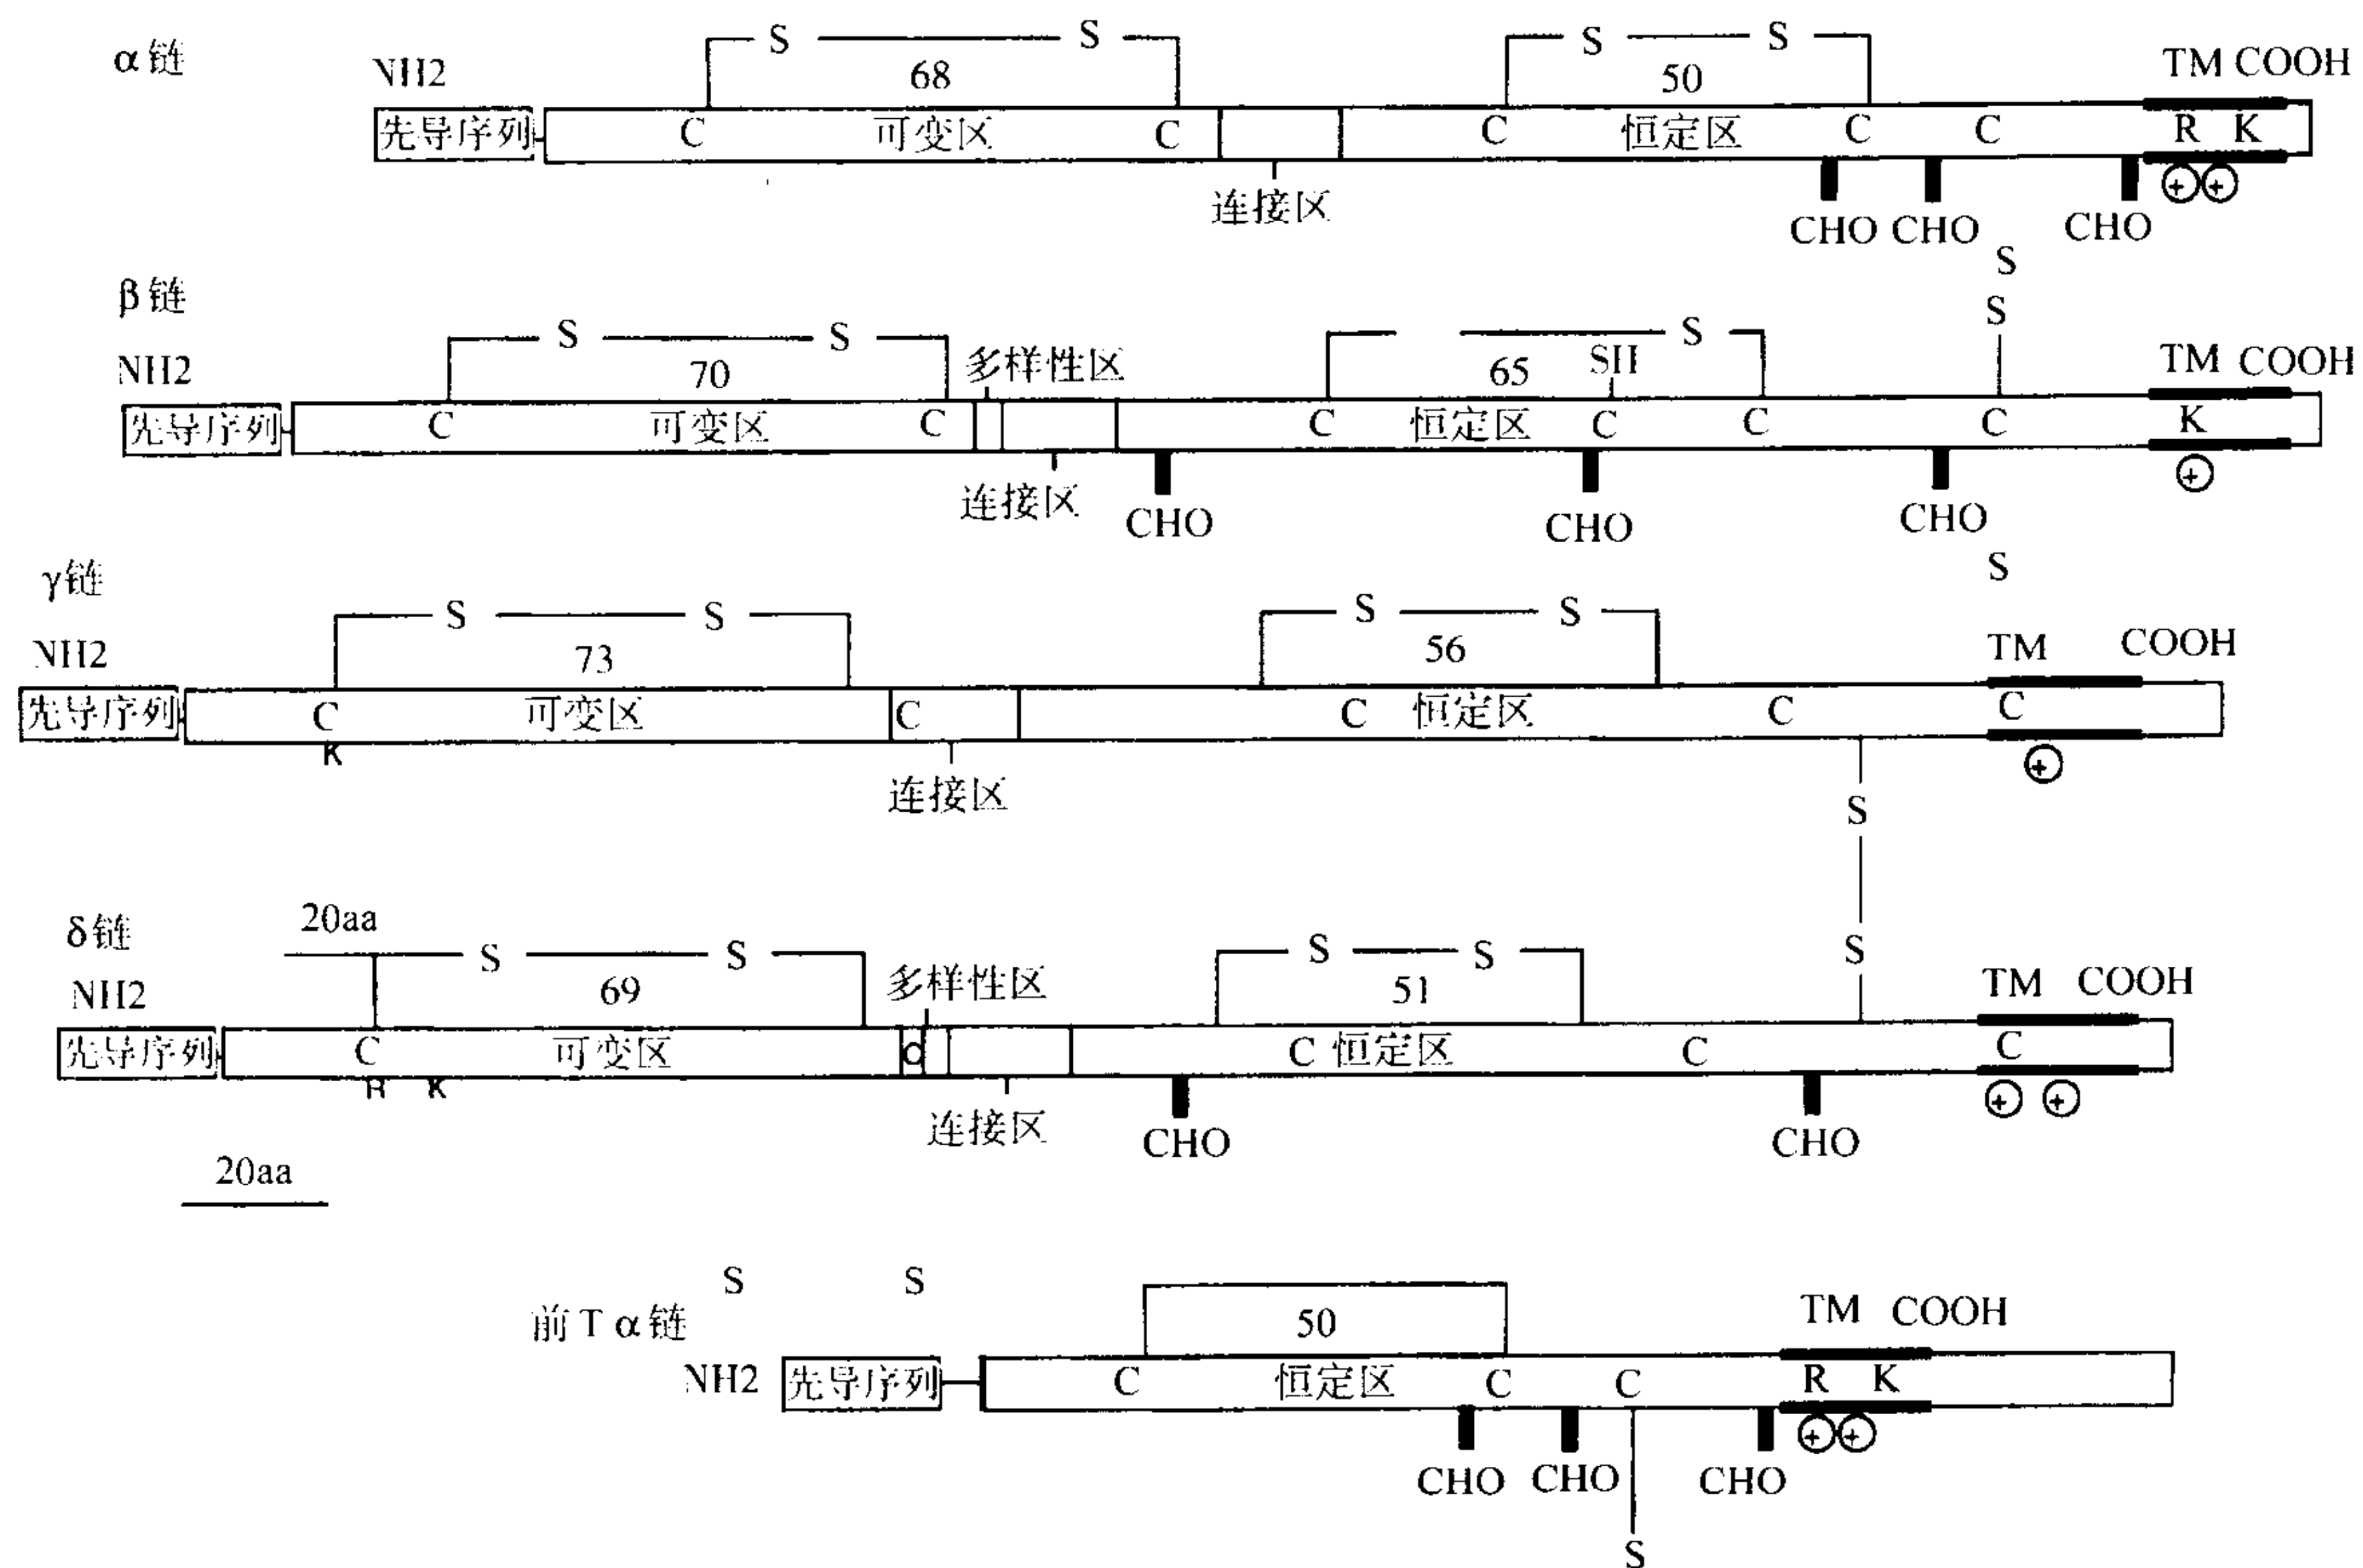 α链
S S S S
NH2 68 50 TM COOH
先导序列 C 可变区 C C 恒定区 C C R K
+ +
连接区 CHO CHO CHO
S
β链 S
S S S
NH2 70 多样性区 65 SH TM COOH
先导序列 C 可变区 C C 恒定区 C C C K
+
连接区 CHO CHO CHO
S
γ链
S S S S
NH2 73 56 TM COOH
先导序列 C 可变区 C C 恒定区 C C
K +
连接区 S
δ链 20aa
S S S S S
NH2 69 多样性区 51 TM COOH
先导序列 C 可变区 C 恒定区 C C
K + +
连接区 CHO CHO
20aa
S S
前Tα链 50 TM COOH
NH2 先导序列 C 恒定区 C C R K
+ +
CHO CHO CHO
S